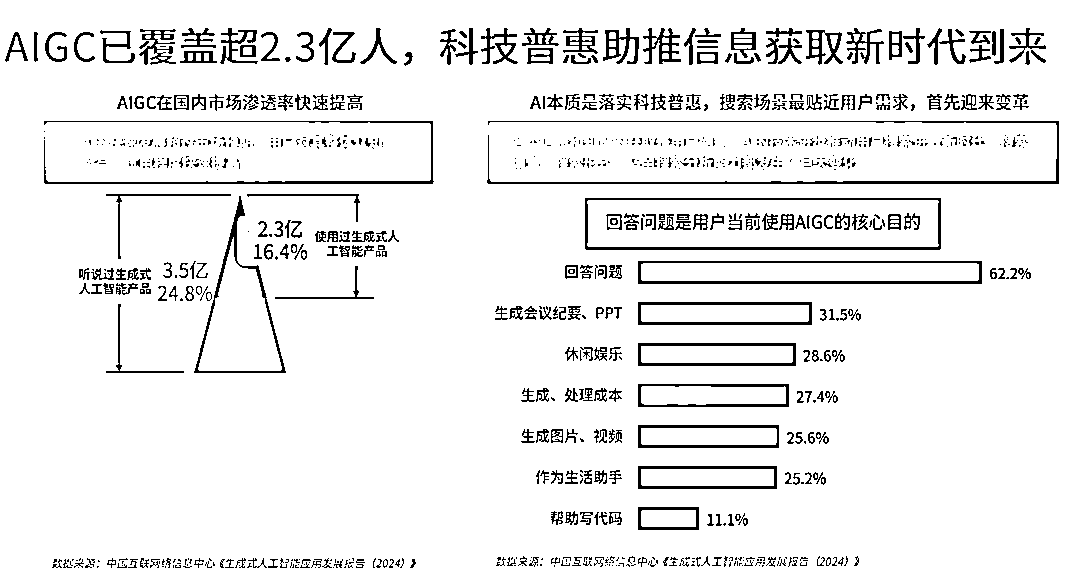 AIGC已覆盖超2.3亿人，科技普惠助推信息获取新时代到来
AIGC在国内市场渗透率快速提高
2.3亿
16.4%
使用过生成式人
工智能产品
听说过生成式
人工智能产品
3.5亿
24.8%
数据来源：中国互联网络信息中心《生成式人工智能应用发展报告（2024）》
AI本质是落实科技普惠，搜索场景最贴近用户需求，首先迎来变革
回答问题是用户当前使用AIGC的核心目的
回答问题 62.2%
生成会议纪要、PPT 31.5%
休闲娱乐 28.6%
生成、处理成本 27.4%
生成图片、视频 25.6%
作为生活助手 25.2%
帮助写代码 11.1%
数据来源：中国互联网络信息中心《生成式人工智能应用发展报告（2024）》